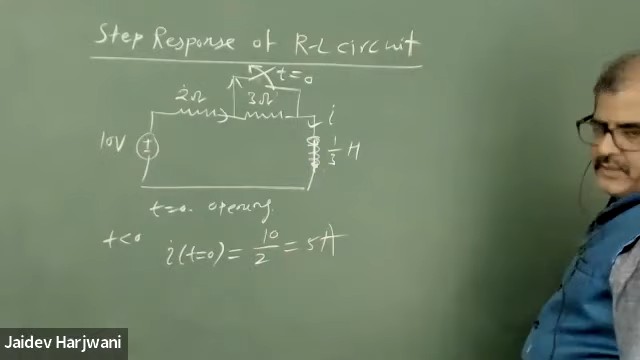 Step Response of R-L circuit
t=0
2Ω
3Ω
i
10V
±
1/3 H
t=0. opening.
t<0
i(t=0) = 10/2 = 5A
Jaidev Harjwani